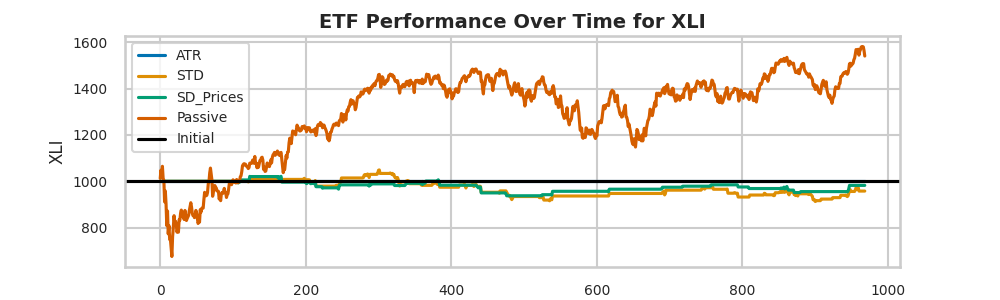 ETF Performance Over Time for XLI
XLI
1600
1400
1200
1000
800
ATR
STD
SD_Prices
Passive
Initial
0 200 400 600 800 1000